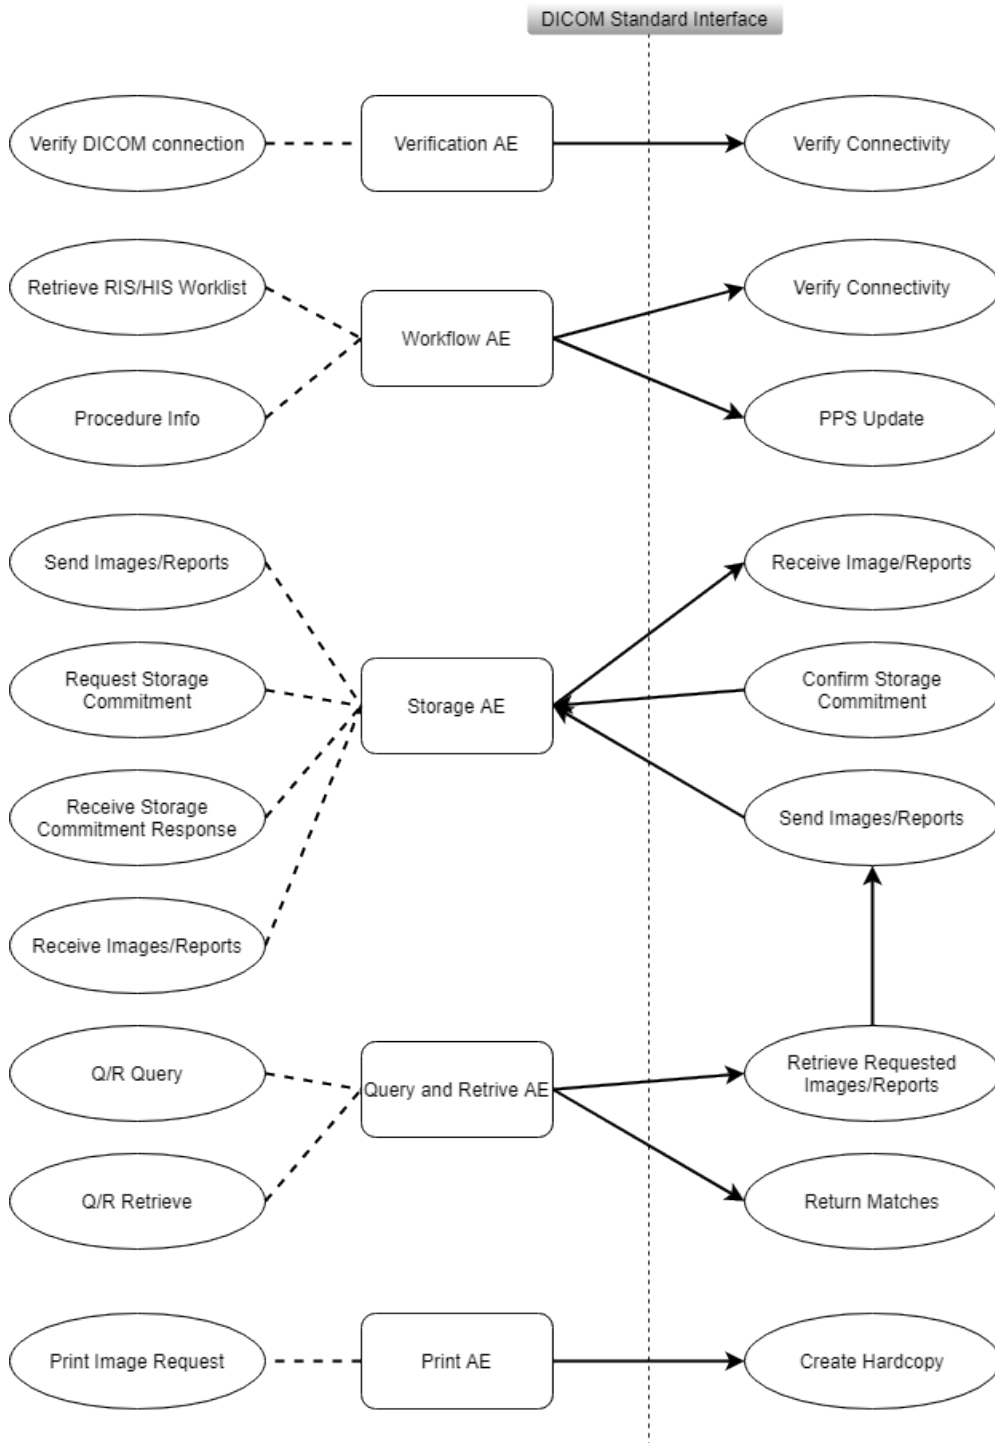 DICOM Standard Interface
Verify DICOM connection
Verification AE
Verify Connectivity
Retrieve RIS/HIS Worklist
Workflow AE
Verify Connectivity
Procedure Info
PPS Update
Send Images/Reports
Receive Image/Reports
Request Storage
Commitment
Storage AE
Confirm Storage
Commitment
Receive Storage
Commitment Response
Send Images/Reports
Receive Images/Reports
Q/R Query
Query and Retrive AE
Retrieve Requested
Images/Reports
Q/R Retrieve
Return Matches
Print Image Request
Print AE
Create Hardcopy